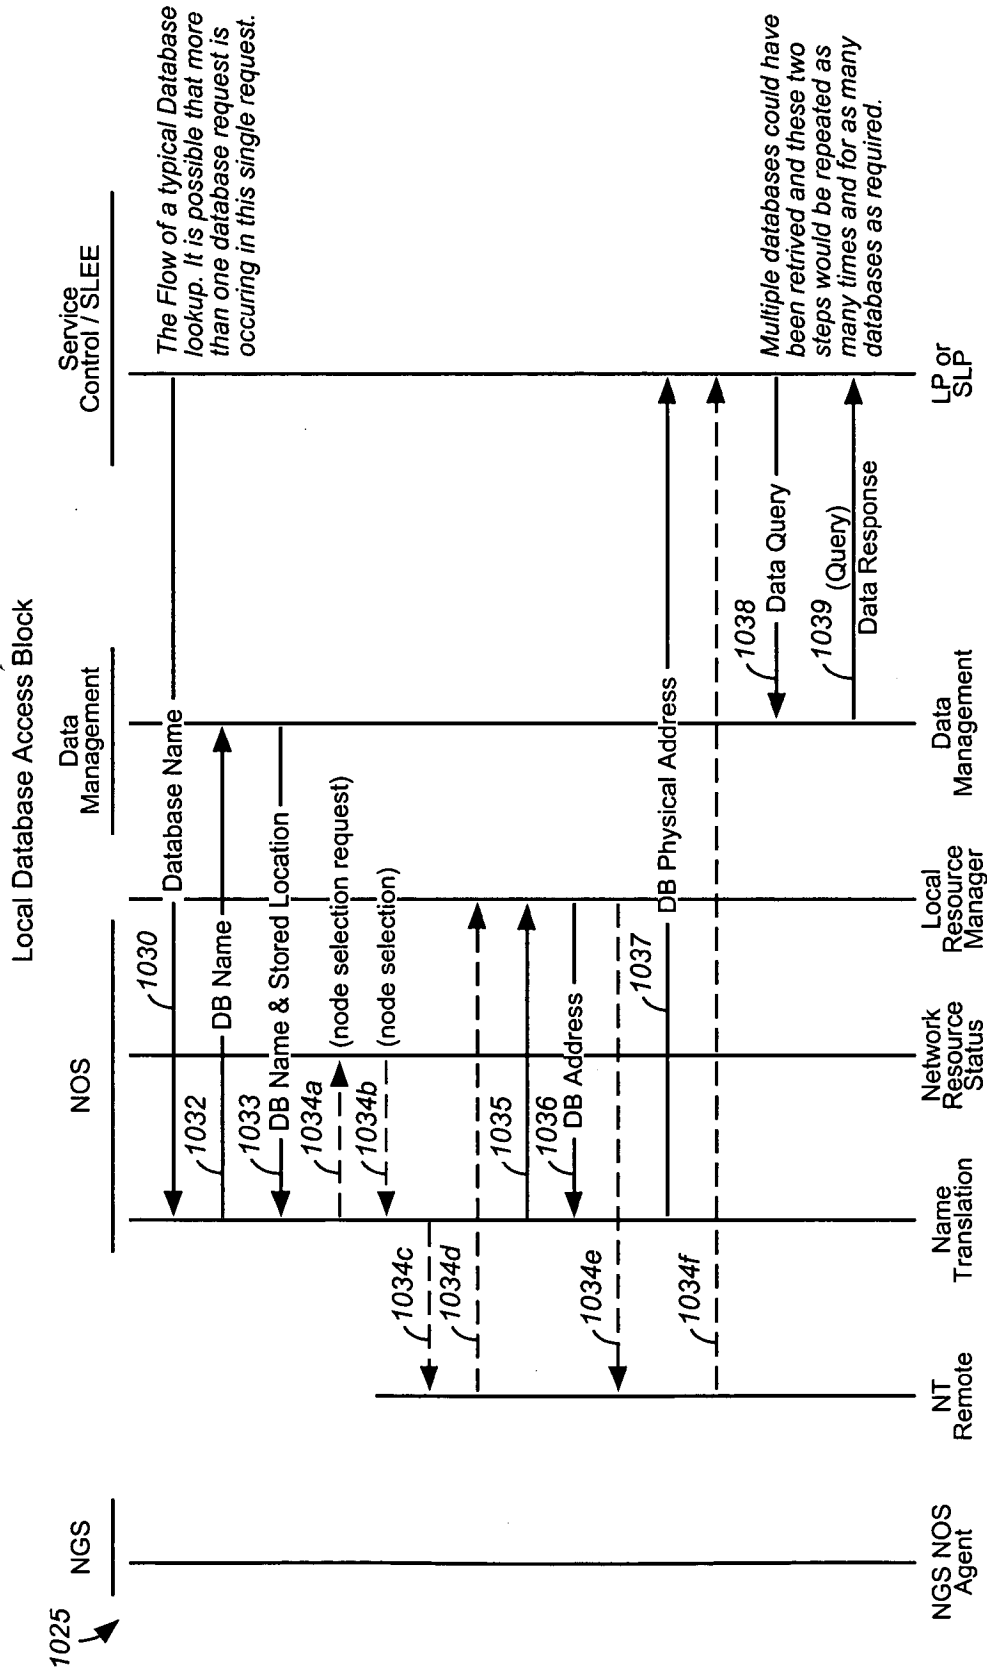 Local Database Access Block
1025
NGS
NOS
Data
Management
Service
Control / SLEE
The Flow of a typical Database
lookup. It is possible that more
than one database request is
occuring in this single request.
1030
Database Name
1032
DB Name
1033
DB Name & Stored Location
1034a
(node selection request)
1034b
(node selection)
1034c
1034d
1035
1036
DB Address
1034e
1037
DB Physical Address
1034f
1038
Data Query
1039
(Query)
Data Response
Multiple databases could have
been retrived and these two
steps would be repeated as
many times and for as many
databases as required.
NGS NOS
Agent
NT
Remote
Name
Translation
Network
Resource
Status
Local
Resource
Manager
Data
Management
LP or
SLP